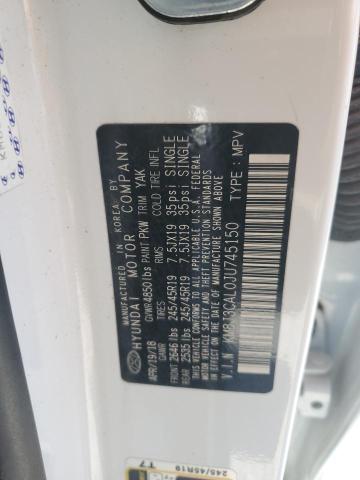 MANUFACTURED IN KOREA BY
HYUNDAI MOTOR COMPANY
APR/19/18 GVWR 4850 lbs PAINT PKW TRIM YAK
GAWR TIRES RIMS COLD TIRE INFL
FRONT 2646 lbs 245/45R19 7.5JX19 35psi SINGLE
REAR 2535 lbs 245/45R19 7.5JX19 35psi SINGLE
THIS VEHICLE CONFORMS TO ALL APPLICABLE U.S.A. FEDERAL
MOTOR VEHICLE SAFETY, BUMPER, AND THEFT PREVENTION STANDARDS
IN EFFECT ON THE DATE OF MANUFACTURE SHOWN ABOVE
V.I.N KM8J3CAL0JU745150 TYPE : MPV
T7
245/45R19